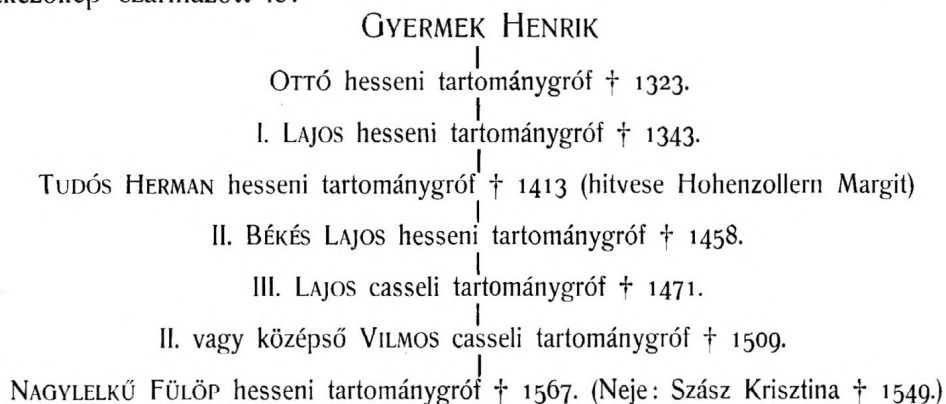 származott le:
GYERMEK HENRIK
OTTÓ hesseni tartománygróf † 1323.
I. LAJOS hesseni tartománygróf † 1343.
TUDÓS HERMAN hesseni tartománygróf † 1413 (hitvese Hohenzollern Margit)
II. BÉKÉS LAJOS hesseni tartománygróf † 1458.
III. LAJOS casseli tartománygróf † 1471.
II. vagy középső VILMOS casseli tartománygróf † 1509.
NAGYLELKŰ FÜLÖP hesseni tartománygróf † 1567. (Neje: Szász Krisztina † 1549.)